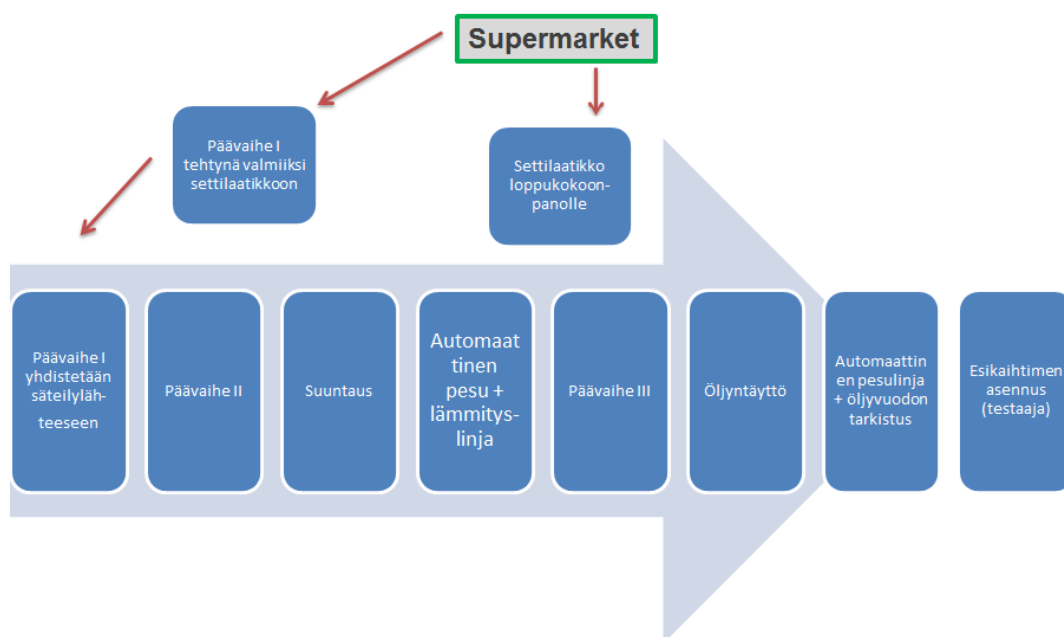 Supermarket
Päävaihe I
tehtynä valmiiksi
settilaatikkoon
Settilaatikko
loppukokoon-
panolle
Päävaihe I
yhdistetään
säteilyläh-
teeseen
Päävaihe II
Suuntaus
Automaat
tinen
pesu +
lämmitys-
linja
Päävaihe III
Öljyntäyttö
Automaattin
en pesulinja
+ öljyvuodon
tarkistus
Esikaihtimen
asennus
(testaaja)